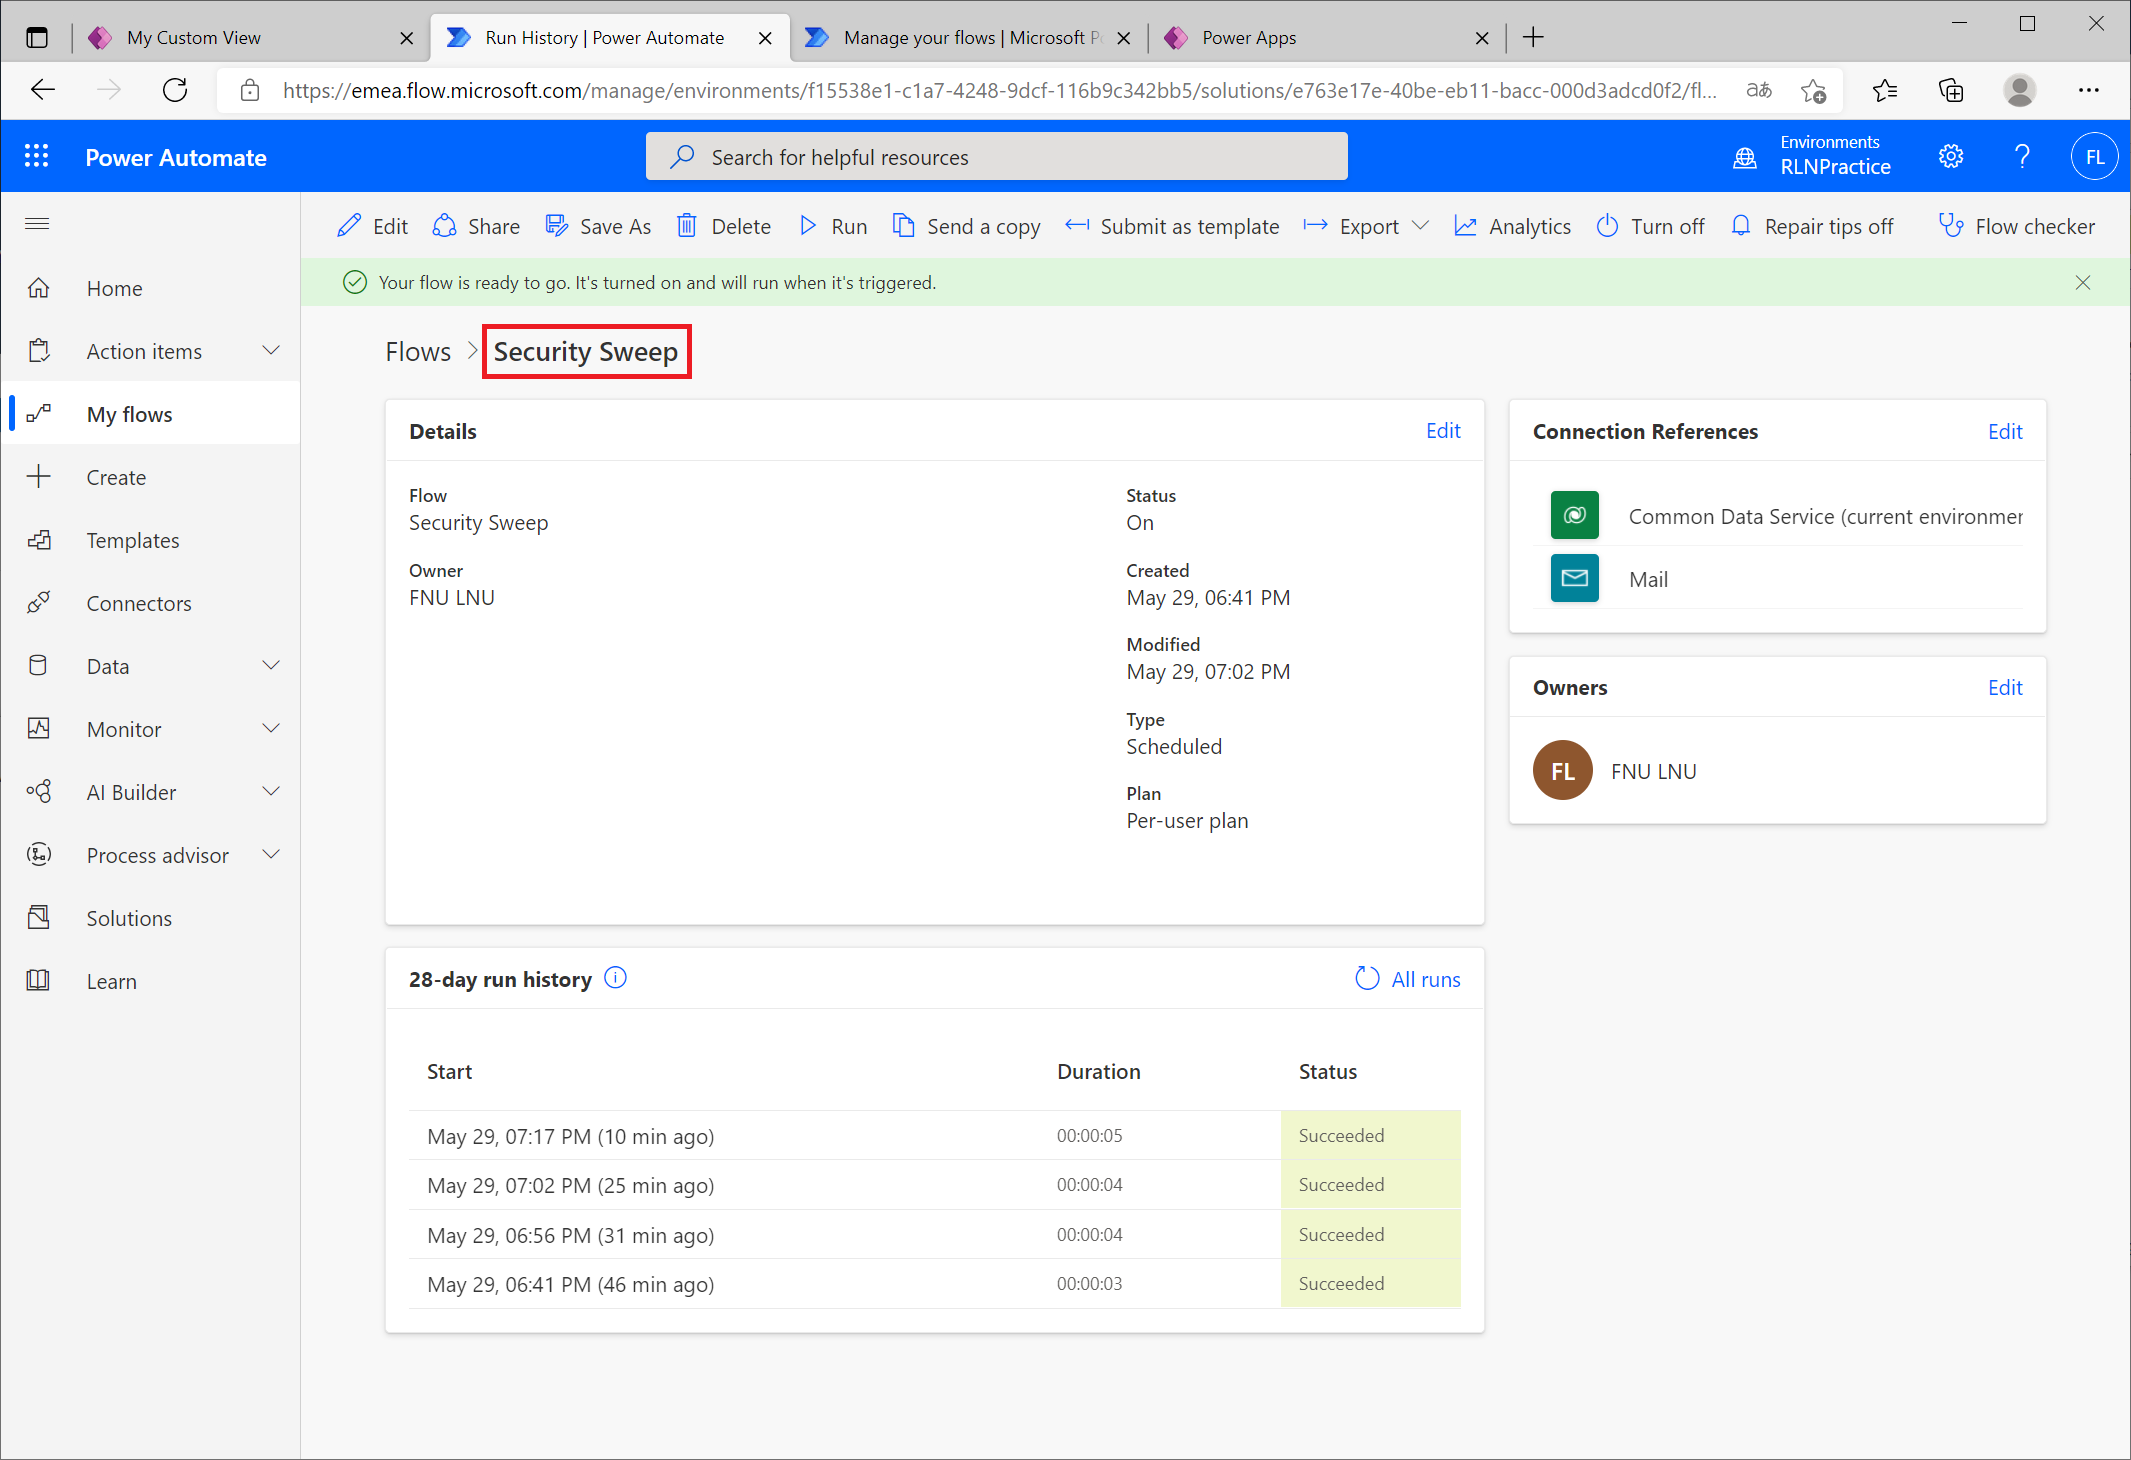 My Custom View
Run History | Power Automate
Manage your flows | Microsoft P
Power Apps
https://emea.flow.microsoft.com/manage/environments/f15538e1-c1a7-4248-9dcf-116b9c342bb5/solutions/e763e17e-40be-eb11-bacc-000d3adcd0f2/fl...
aあ
Power Automate
Search for helpful resources
Environments
RLNPractice
?
FL
Edit
Share
Save As
Delete
Run
Send a copy
Submit as template
Export
Analytics
Turn off
Repair tips off
Flow checker
Your flow is ready to go. It's turned on and will run when it's triggered.
Home
Action items
My flows
Create
Templates
Connectors
Data
Monitor
AI Builder
Process advisor
Solutions
Learn
Flows > Security Sweep
Details
Edit
Flow
Security Sweep
Owner
FNU LNU
Status
On
Created
May 29, 06:41 PM
Modified
May 29, 07:02 PM
Type
Scheduled
Plan
Per-user plan
Connection References
Edit
Common Data Service (current environmer
Mail
Owners
Edit
FL
FNU LNU
28-day run history
All runs
Start Duration Status
May 29, 07:17 PM (10 min ago) 00:00:05 Succeeded
May 29, 07:02 PM (25 min ago) 00:00:04 Succeeded
May 29, 06:56 PM (31 min ago) 00:00:04 Succeeded
May 29, 06:41 PM (46 min ago) 00:00:03 Succeeded